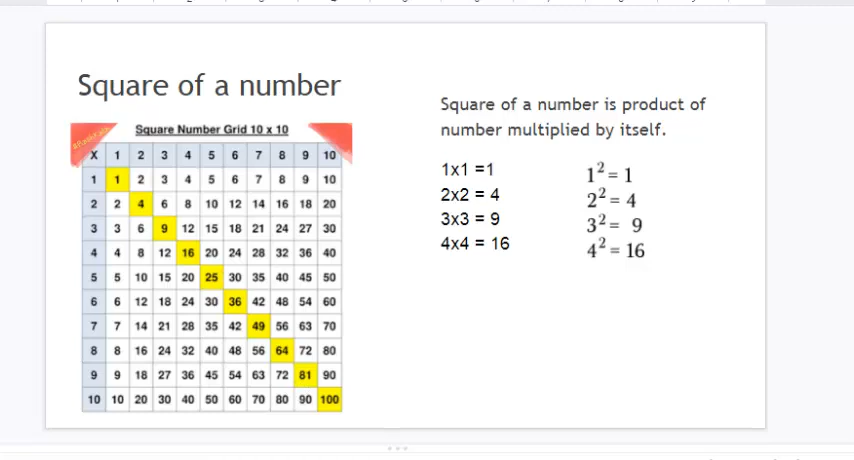 Square of a number
Square Number Grid 10 x 10
X 1 2 3 4 5 6 7 8 9 10
1 1 2 3 4 5 6 7 8 9 10
2 2 4 6 8 10 12 14 16 18 20
3 3 6 9 12 15 18 21 24 27 30
4 4 8 12 16 20 24 28 32 36 40
5 5 10 15 20 25 30 35 40 45 50
6 6 12 18 24 30 36 42 48 54 60
7 7 14 21 28 35 42 49 56 63 70
8 8 16 24 32 40 48 56 64 72 80
9 9 18 27 36 45 54 63 72 81 90
10 10 20 30 40 50 60 70 80 90 100
Square of a number is product of
number multiplied by itself.
1x1 =1
2x2 = 4
3x3 = 9
4x4 = 16
1² = 1
2² = 4
3² = 9
4² = 16